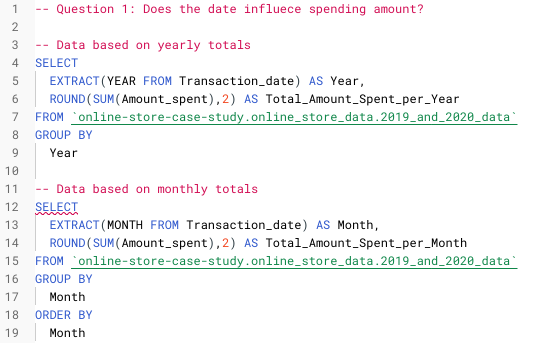 1 -- Question 1: Does the date influece spending amount?
2
3 -- Data based on yearly totals
4 SELECT
5   EXTRACT(YEAR FROM Transaction_date) AS Year,
6   ROUND(SUM(Amount_spent),2) AS Total_Amount_Spent_per_Year
7 FROM `online-store-case-study.online_store_data.2019_and_2020_data`
8 GROUP BY
9   Year
10
11 -- Data based on monthly totals
12 SELECT
13   EXTRACT(MONTH FROM Transaction_date) AS Month,
14   ROUND(SUM(Amount_spent),2) AS Total_Amount_Spent_per_Month
15 FROM `online-store-case-study.online_store_data.2019_and_2020_data`
16 GROUP BY
17   Month
18 ORDER BY
19   Month